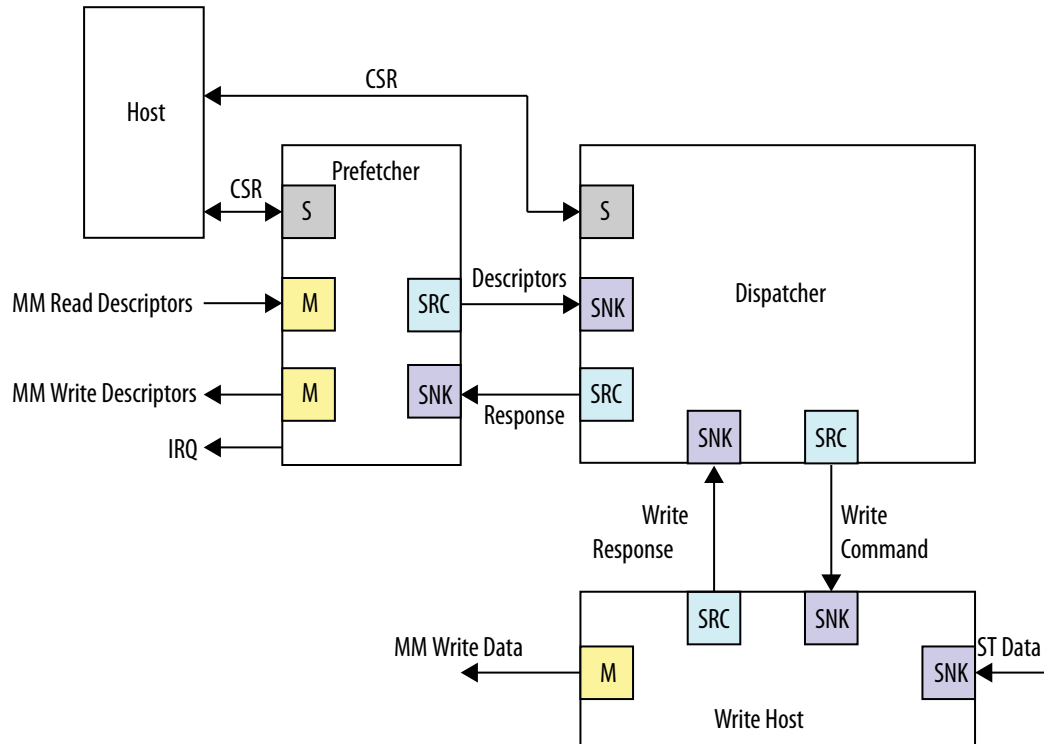 CSR
Host
Prefetcher
CSR
S
S
MM Read Descriptors
M
SRC
Descriptors
SNK
Dispatcher
MM Write Descriptors
M
SNK
Response
SRC
IRQ
SNK
SRC
Write
Response
Write
Command
SRC
SNK
MM Write Data
M
SNK
ST Data
Write Host